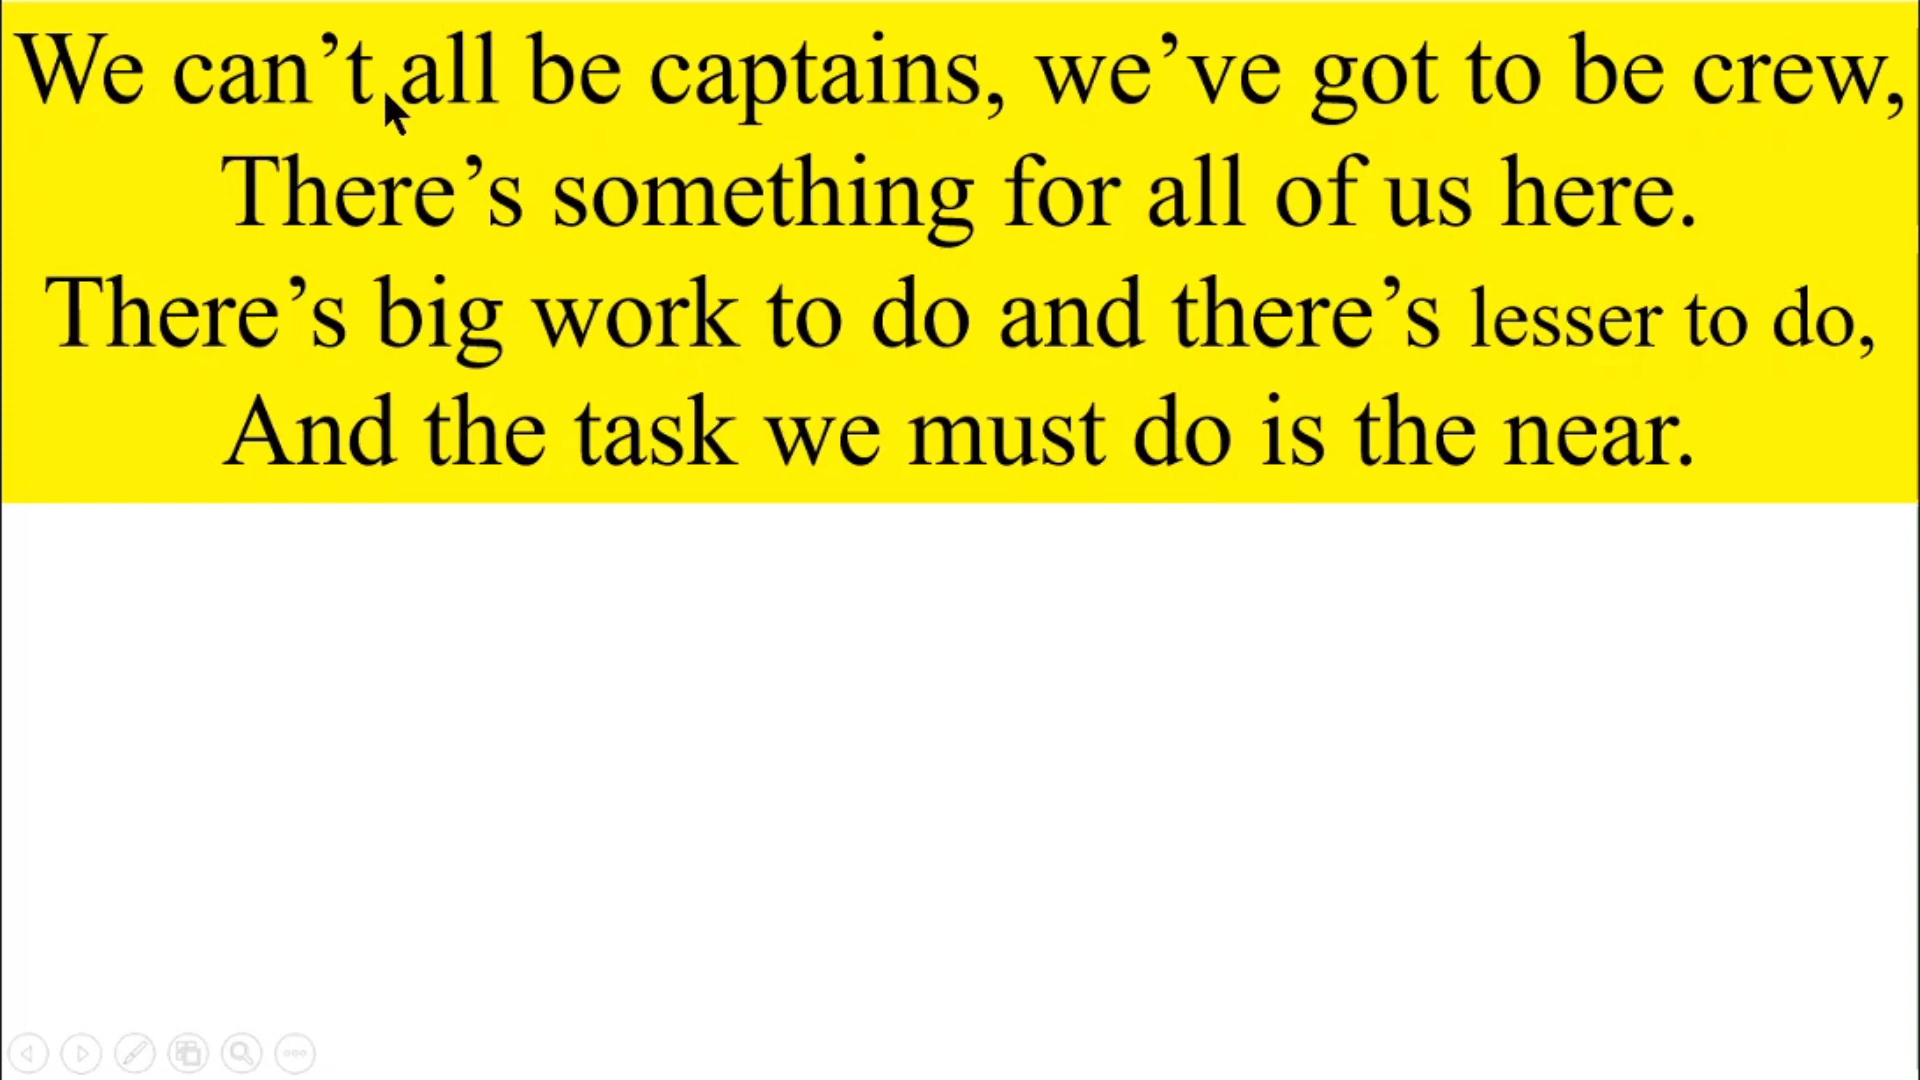 We can’t all be captains, we’ve got to be crew,
There’s something for all of us here.
There’s big work to do and there’s lesser to do,
And the task we must do is the near.